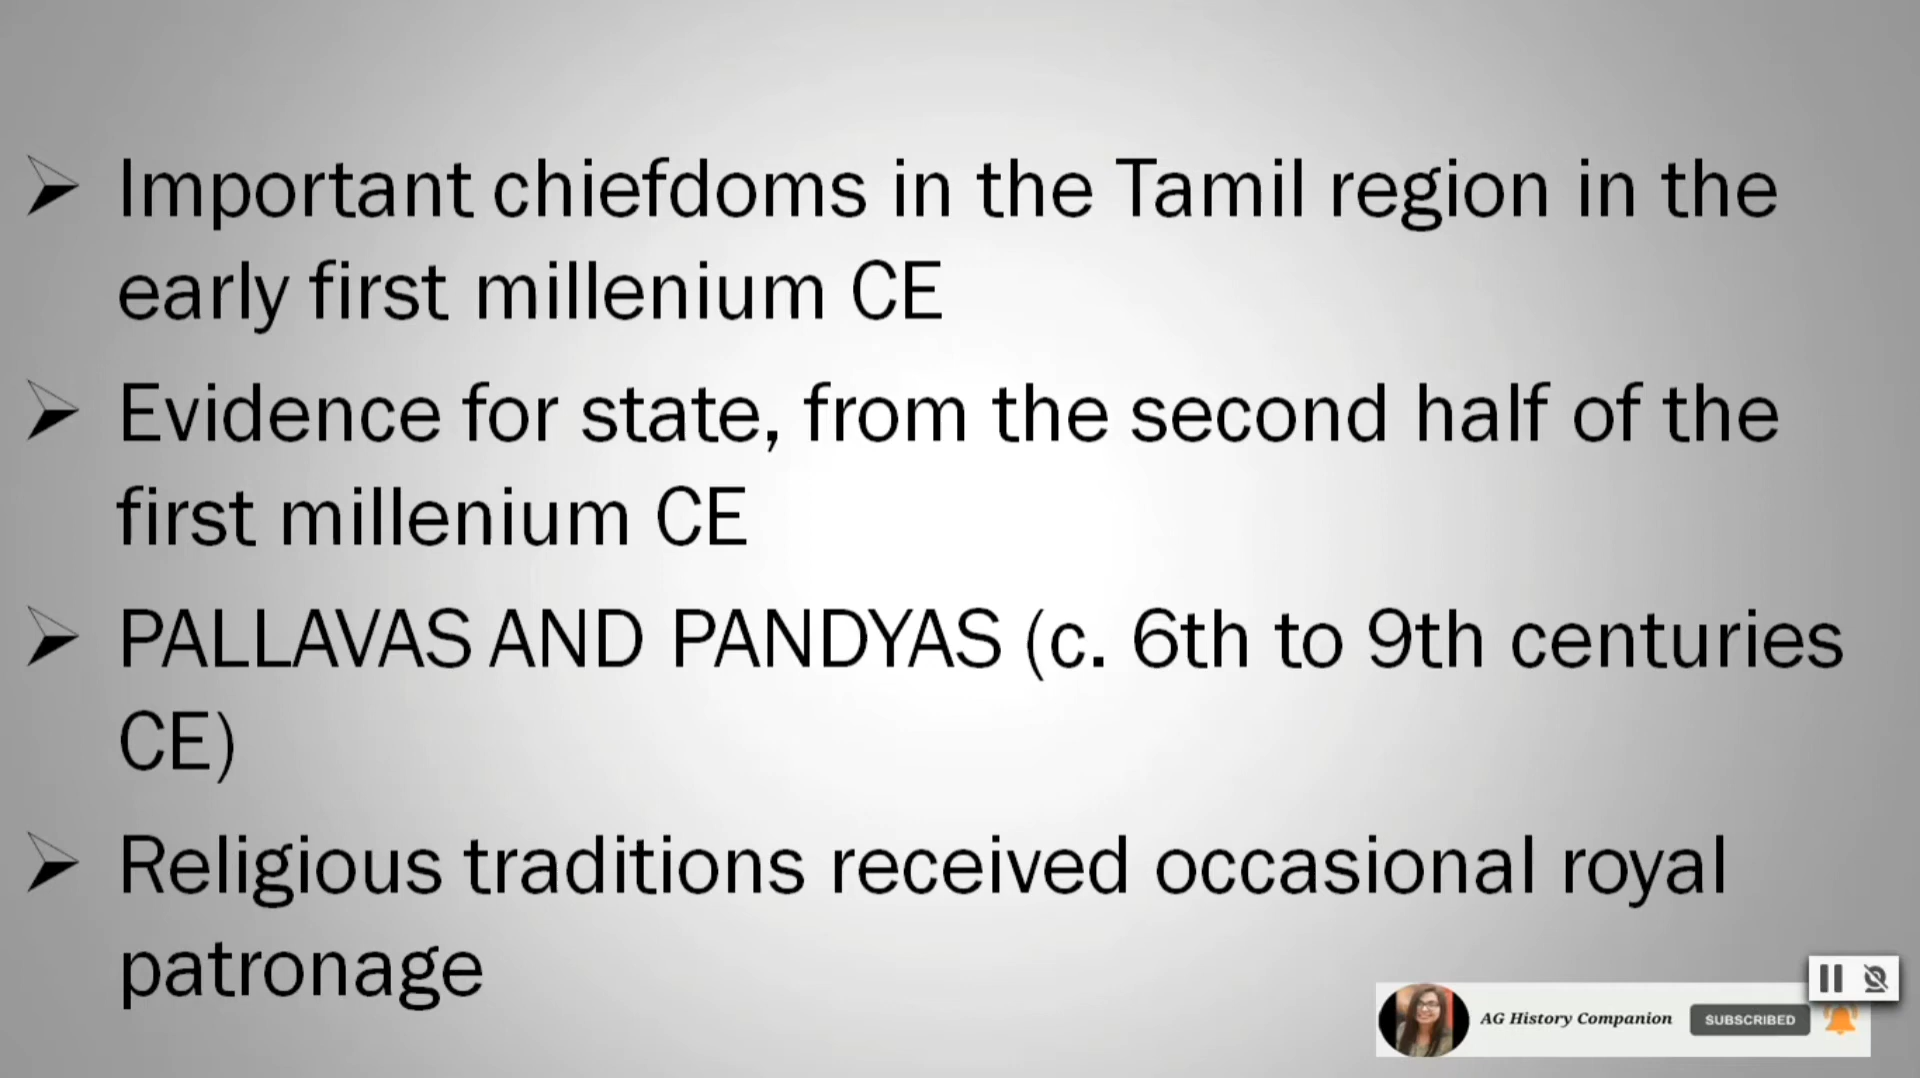 Important chiefdoms in the Tamil region in the
early first millenium CE
Evidence for state, from the second half of the
first millenium CE
PALLAVAS AND PANDYAS (c. 6th to 9th centuries
CE)
Religious traditions received occasional royal
patronage
AG History Companion
SUBSCRIBED